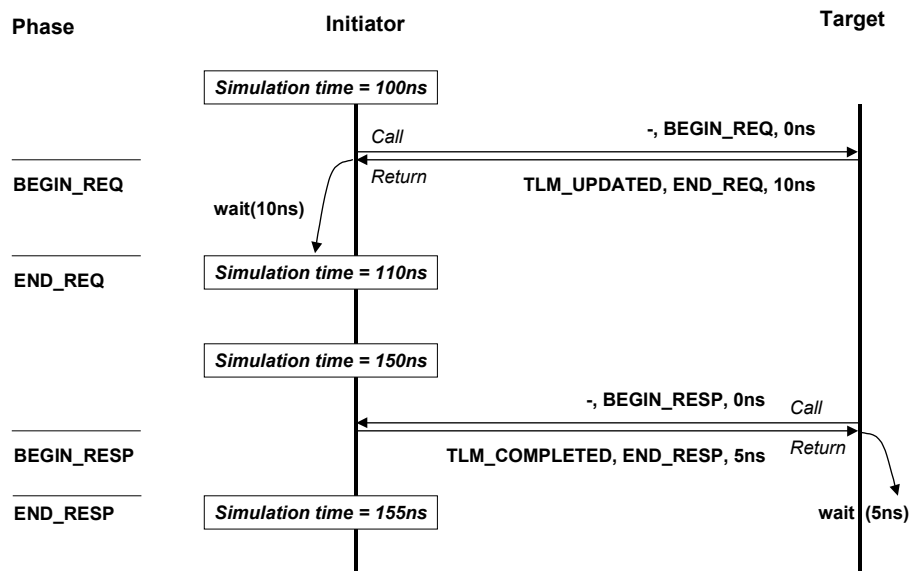 Phase Initiator Target
Simulation time = 100ns
Call -, BEGIN_REQ, 0ns
BEGIN_REQ Return TLM_UPDATED, END_REQ, 10ns
wait(10ns)
END_REQ Simulation time = 110ns
Simulation time = 150ns
-, BEGIN_RESP, 0ns Call
BEGIN_RESP TLM_COMPLETED, END_RESP, 5ns Return
END_RESP Simulation time = 155ns wait (5ns)